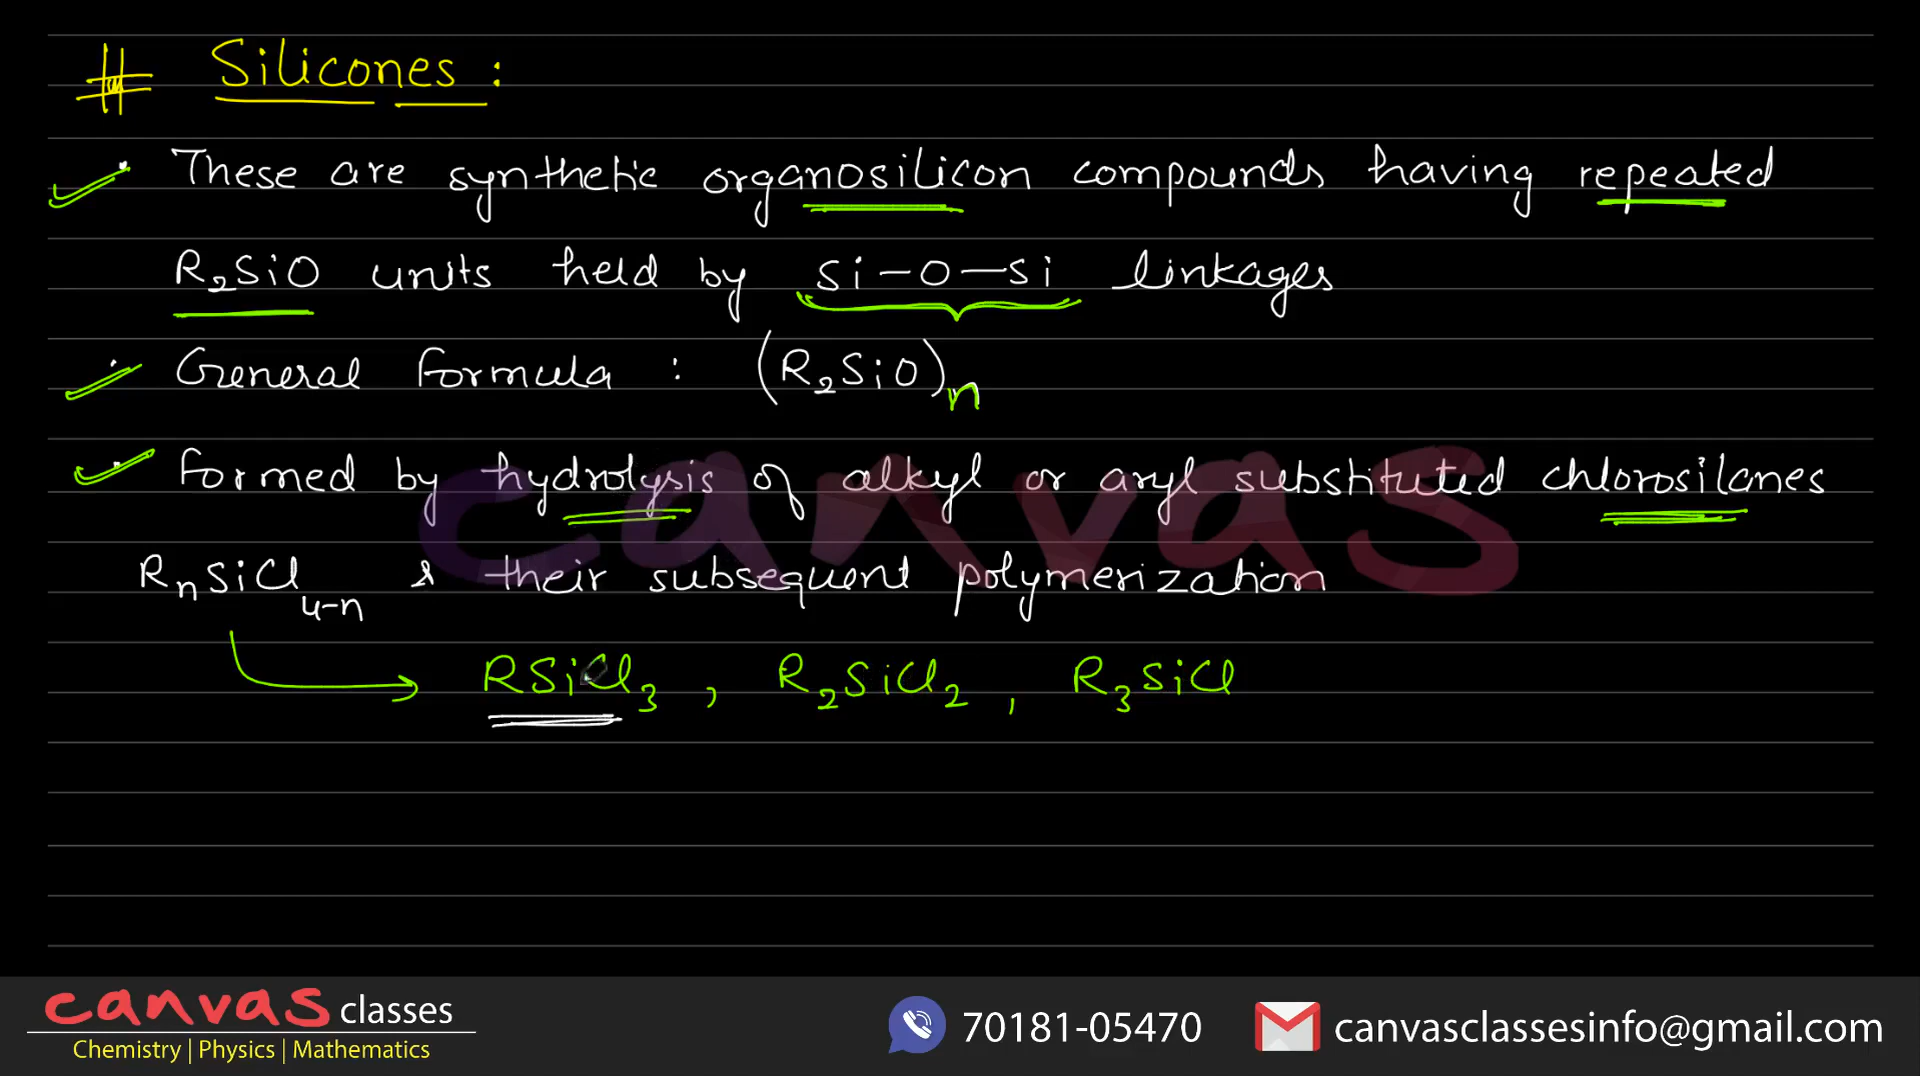 # Silicones :
• These are synthetic organosilicon compounds having repeated
R₂SiO units held by Si-O-Si linkages
• General Formula : (R₂SiO)n
• Formed by hydrolysis of alkyl or aryl substituted chlorosilanes
RnSiCl4-n & their subsequent polymerization
RSiCl₃, R₂SiCl₂, R₃SiCl
canvas
canvas classes
Chemistry | Physics | Mathematics
70181-05470
canvasclassesinfo@gmail.com